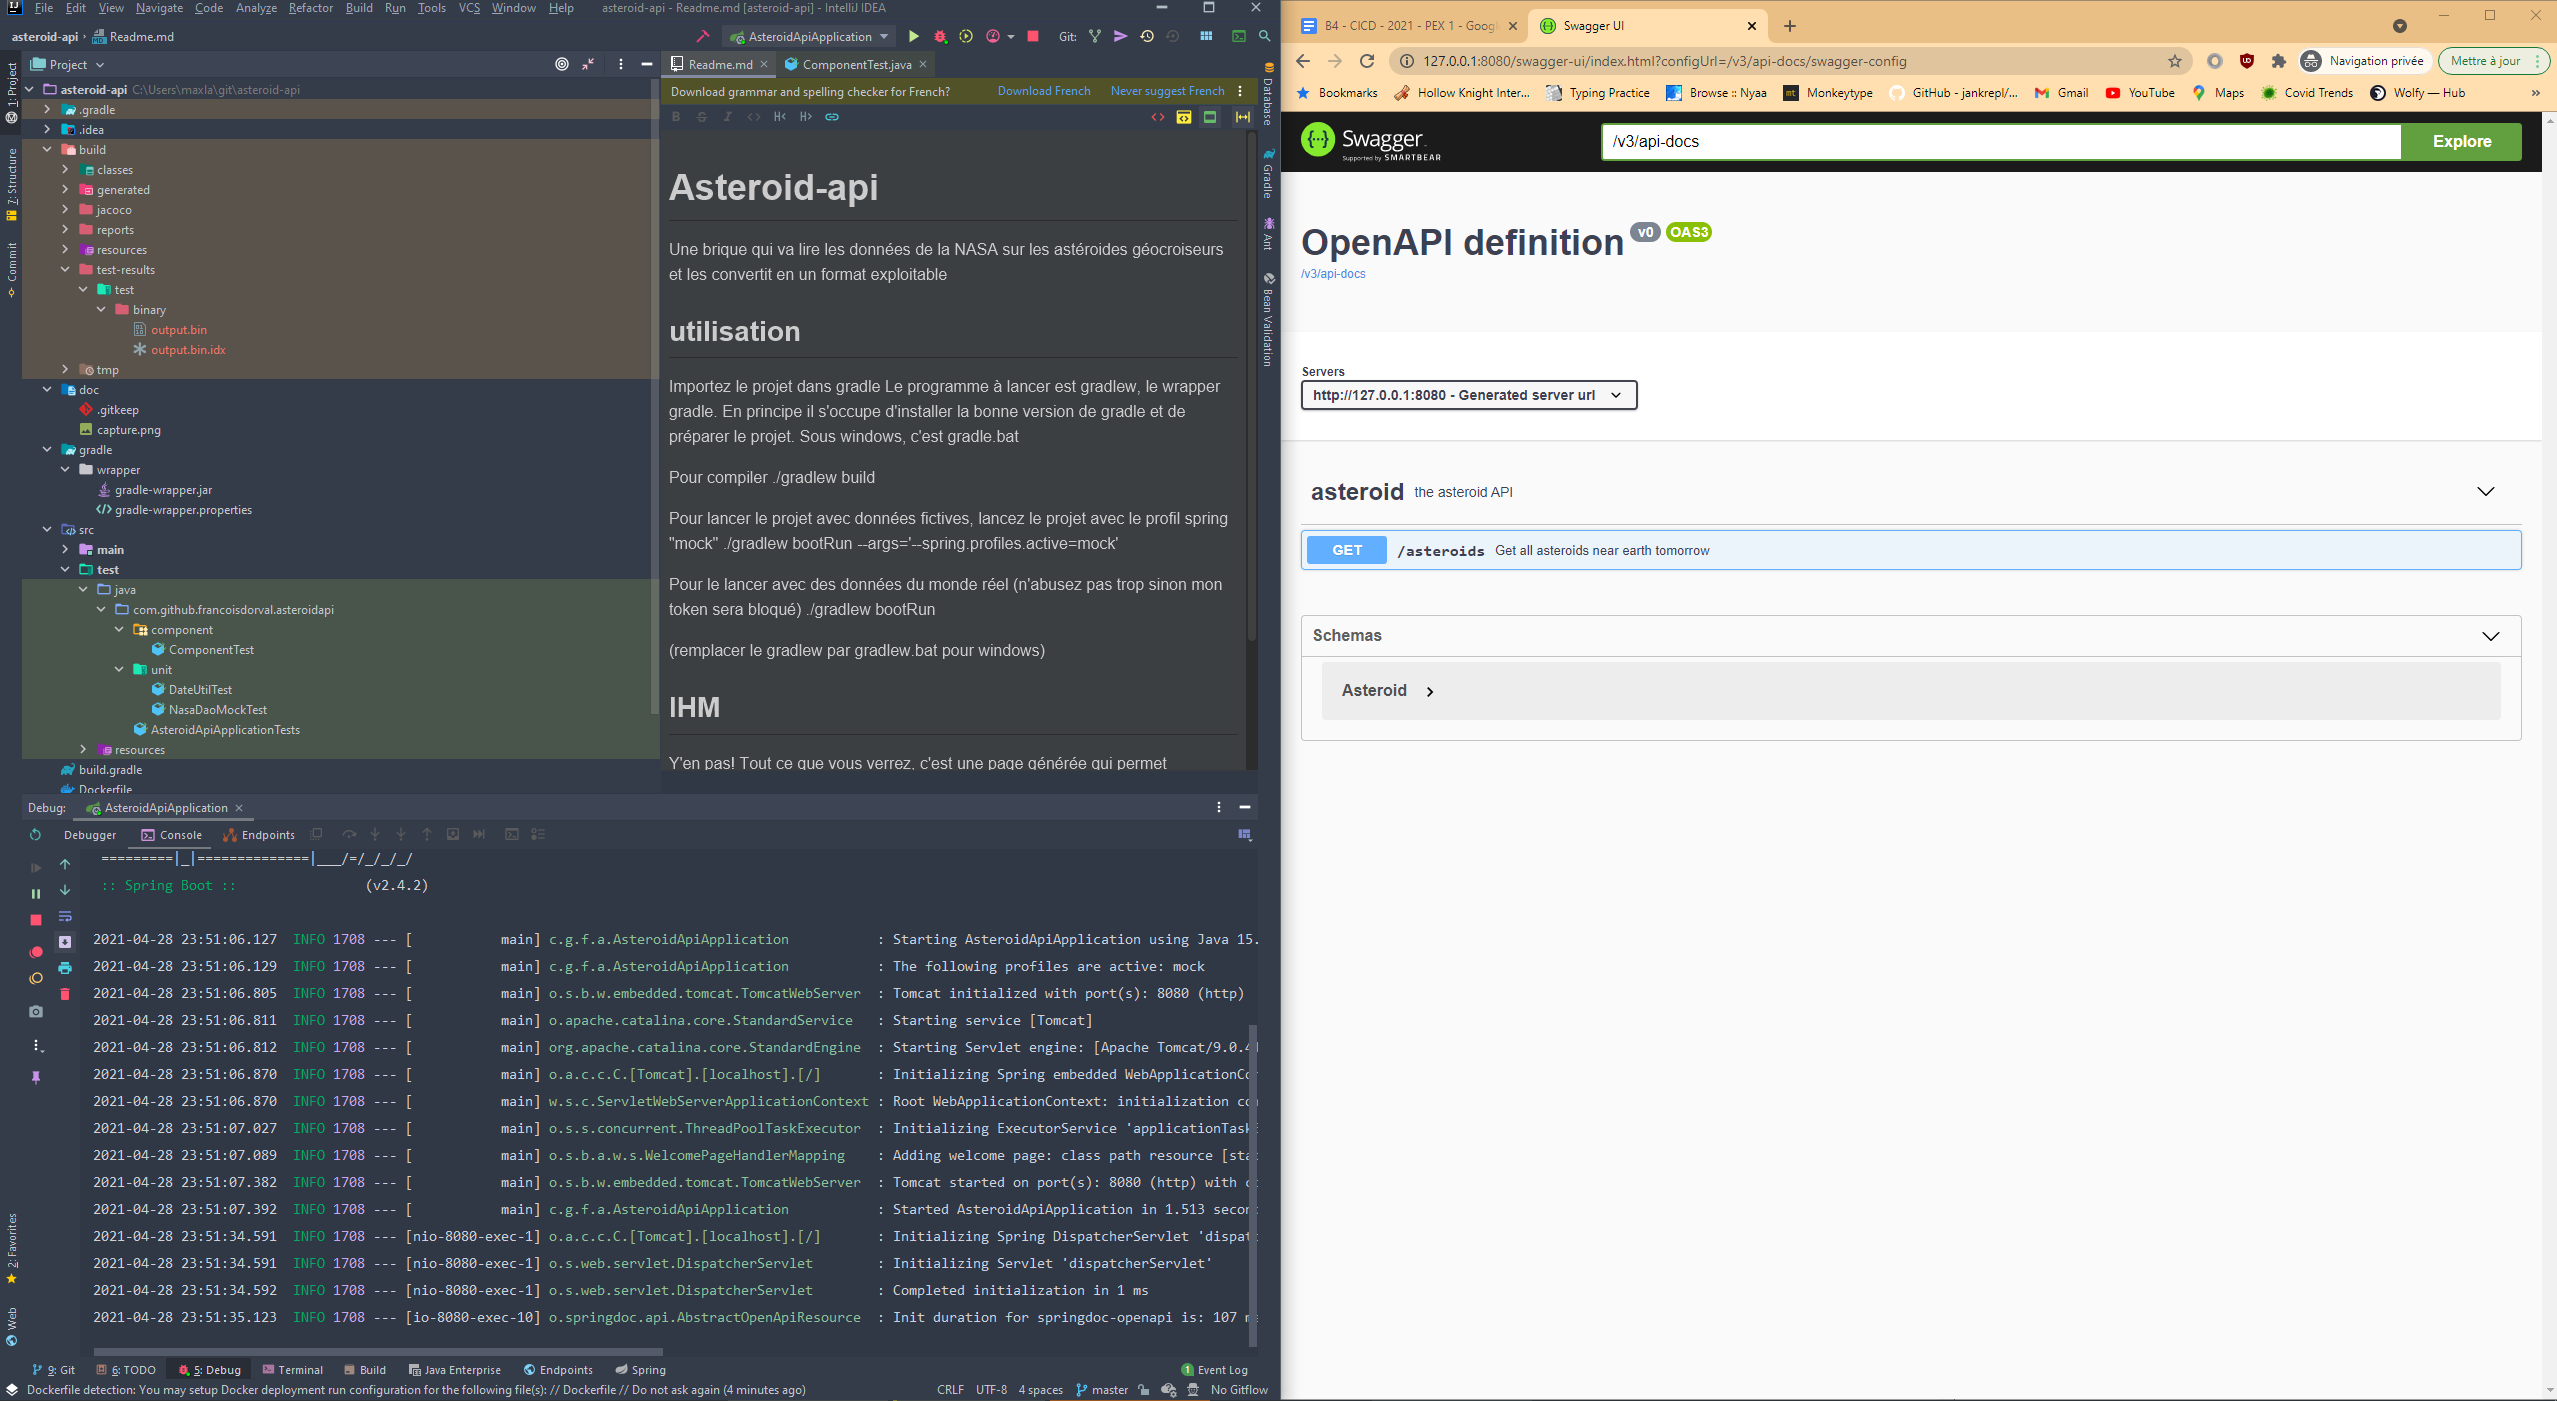 File Edit View Navigate Code Analyze Refactor Build Run Tools VCS Window Help asteroid-api - Readme.md [asteroid-api] - IntelliJ IDEA
asteroid-api › Readme.md
AsteroidApiApplication
Git:
1: Project
7: Structure
Commit
2: Favorites
Web
Project
asteroid-api C:\Users\maxla\git\asteroid-api
.gradle
.idea
build
classes
generated
jacoco
reports
resources
test-results
test
binary
output.bin
output.bin.idx
tmp
doc
.gitkeep
capture.png
gradle
wrapper
gradle-wrapper.jar
gradle-wrapper.properties
src
main
test
java
com.github.francoisdorval.asteroidapi
component
ComponentTest
unit
DateUtilTest
NasaDaoMockTest
AsteroidApiApplicationTests
resources
build.gradle
Dockerfile
Readme.md
ComponentTest.java
Download grammar and spelling checker for French? Download French Never suggest French
Asteroid-api
Une brique qui va lire les données de la NASA sur les astéroides géocroiseurs
et les convertit en un format exploitable
utilisation
Importez le projet dans gradle Le programme à lancer est gradlew, le wrapper
gradle. En principe il s'occupe d'installer la bonne version de gradle et de
préparer le projet. Sous windows, c'est gradle.bat
Pour compiler ./gradlew build
Pour lancer le projet avec données fictives, lancez le projet avec le profil spring
"mock" ./gradlew bootRun --args='--spring.profiles.active=mock'
Pour le lancer avec des données du monde réel (n'abusez pas trop sinon mon
token sera bloqué) ./gradlew bootRun
(remplacer le gradlew par gradlew.bat pour windows)
IHM
Y'en pas! Tout ce que vous verrez, c'est une page générée qui permet
Database
Gradle
Ant
Bean Validation
Debug: AsteroidApiApplication
Debugger Console Endpoints
=========|_|==============|___/=/_/_/_/
:: Spring Boot :: (v2.4.2)
2021-04-28 23:51:06.127 INFO 1708 --- [ main] c.g.f.a.AsteroidApiApplication : Starting AsteroidApiApplication using Java 15.
2021-04-28 23:51:06.129 INFO 1708 --- [ main] c.g.f.a.AsteroidApiApplication : The following profiles are active: mock
2021-04-28 23:51:06.805 INFO 1708 --- [ main] o.s.b.w.embedded.tomcat.TomcatWebServer : Tomcat initialized with port(s): 8080 (http)
2021-04-28 23:51:06.811 INFO 1708 --- [ main] o.apache.catalina.core.StandardService : Starting service [Tomcat]
2021-04-28 23:51:06.812 INFO 1708 --- [ main] org.apache.catalina.core.StandardEngine : Starting Servlet engine: [Apache Tomcat/9.0.4
2021-04-28 23:51:06.870 INFO 1708 --- [ main] o.a.c.c.C.[Tomcat].[localhost].[/] : Initializing Spring embedded WebApplicationCo
2021-04-28 23:51:06.870 INFO 1708 --- [ main] w.s.c.ServletWebServerApplicationContext : Root WebApplicationContext: initialization co
2021-04-28 23:51:07.027 INFO 1708 --- [ main] o.s.s.concurrent.ThreadPoolTaskExecutor : Initializing ExecutorService 'applicationTask
2021-04-28 23:51:07.089 INFO 1708 --- [ main] o.s.b.a.w.s.WelcomePageHandlerMapping : Adding welcome page: class path resource [sta
2021-04-28 23:51:07.382 INFO 1708 --- [ main] o.s.b.w.embedded.tomcat.TomcatWebServer : Tomcat started on port(s): 8080 (http) with c
2021-04-28 23:51:07.392 INFO 1708 --- [ main] c.g.f.a.AsteroidApiApplication : Started AsteroidApiApplication in 1.513 secon
2021-04-28 23:51:34.591 INFO 1708 --- [nio-8080-exec-1] o.a.c.c.C.[Tomcat].[localhost].[/] : Initializing Spring DispatcherServlet 'dispat
2021-04-28 23:51:34.591 INFO 1708 --- [nio-8080-exec-1] o.s.web.servlet.DispatcherServlet : Initializing Servlet 'dispatcherServlet'
2021-04-28 23:51:34.592 INFO 1708 --- [nio-8080-exec-1] o.s.web.servlet.DispatcherServlet : Completed initialization in 1 ms
2021-04-28 23:51:35.123 INFO 1708 --- [io-8080-exec-10] o.springdoc.api.AbstractOpenApiResource : Init duration for springdoc-openapi is: 107 m
9: Git 6: TODO 5: Debug Terminal Build Java Enterprise Endpoints Spring 1 Event Log
Dockerfile detection: You may setup Docker deployment run configuration for the following file(s): // Dockerfile // Do not ask again (4 minutes ago) CRLF UTF-8 4 spaces master No Gitflow
B4 - CICD - 2021 - PEX 1 - Goog
Swagger UI
127.0.0.1:8080/swagger-ui/index.html?configUrl=/v3/api-docs/swagger-config
Navigation privée Mettre à jour
Bookmarks Hollow Knight Inter... Typing Practice Browse :: Nyaa mt Monkeytype GitHub - jankrepl/... Gmail YouTube Maps Covid Trends Wolfy — Hub »
Swagger
Supported by SMARTBEAR
/v3/api-docs
Explore
OpenAPI definition v0 OAS3
/v3/api-docs
Servers
http://127.0.0.1:8080 - Generated server url
asteroid the asteroid API
GET /asteroids Get all asteroids near earth tomorrow
Schemas
Asteroid